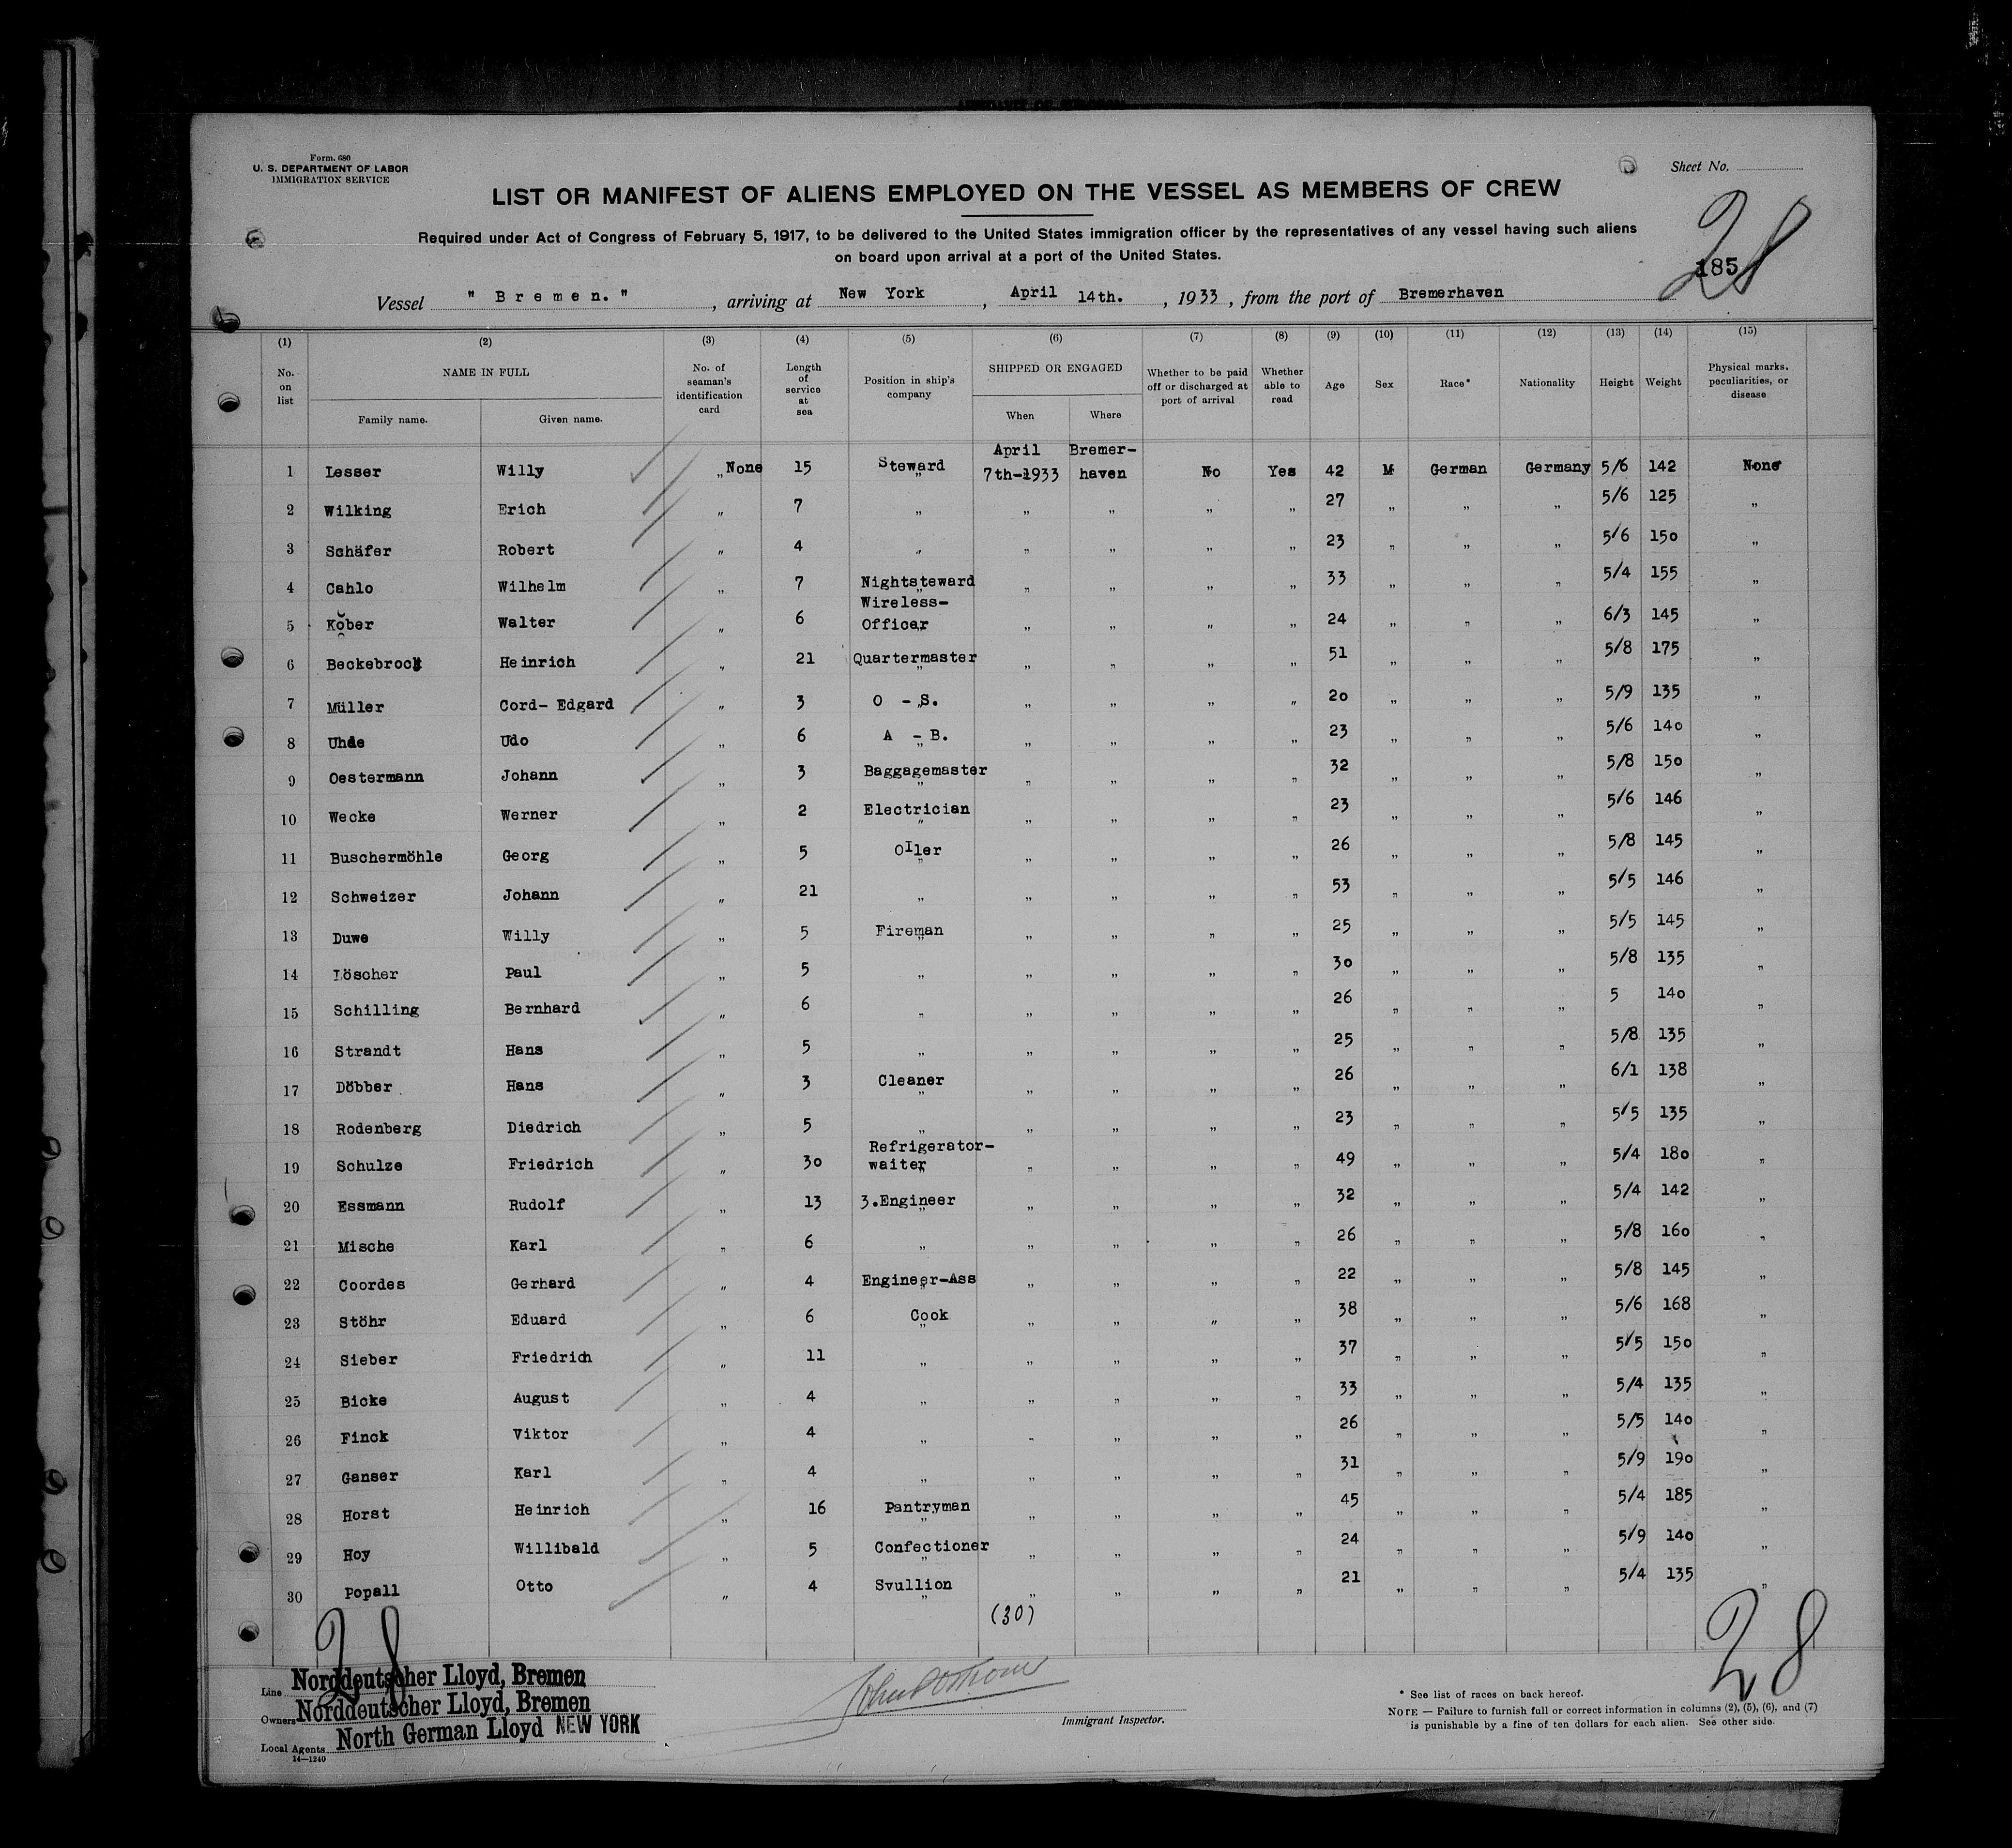 Form. 680
U. S. DEPARTMENT OF LABOR
IMMIGRATION SERVICE
Sheet No.
LIST OR MANIFEST OF ALIENS EMPLOYED ON THE VESSEL AS MEMBERS OF CREW
Required under Act of Congress of February 5, 1917, to be delivered to the United States immigration officer by the representatives of any vessel having such aliens
on board upon arrival at a port of the United States.
28
185
Vessel " Bremen. ", arriving at New York, April 14th., 1933, from the port of Bremerhaven
(1) (2) (3) (4) (5) (6) (7) (8) (9) (10) (11) (12) (13) (14) (15)
No. on list NAME IN FULL Family name. Given name. No. of seaman's identification card Length of service at sea Position in ship's company SHIPPED OR ENGAGED When Where Whether to be paid off or discharged at port of arrival Whether able to read Age Sex Race* Nationality Height Weight Physical marks, peculiarities, or disease
1 Lesser Willy „None 15 Steward April 7th-1933 Bremer-haven No Yes 42 M German Germany 5/6 142 None
2 Wilking Erich „ 7 „ „ „ „ „ 27 „ „ „ 5/6 125 „
3 Schäfer Robert „ 4 „ „ „ „ „ 23 „ „ „ 5/6 150 „
4 Cahlo Wilhelm „ 7 Nightsteward „ „ „ „ 33 „ „ „ 5/4 155 „
5 Köber Walter „ 6 Wireless-Officer „ „ „ „ 24 „ „ „ 6/3 145 „
6 Beckebrock Heinrich „ 21 Quartermaster „ „ „ „ 51 „ „ „ 5/8 175 „
7 Müller Cord- Edgard „ 3 O - S. „ „ „ „ 20 „ „ „ 5/9 135 „
8 Uhde Udo „ 6 A - B. „ „ „ „ 23 „ „ „ 5/6 140 „
9 Oestermann Johann „ 3 Baggagemaster „ „ „ „ 32 „ „ „ 5/8 150 „
10 Wecke Werner „ 2 Electrician „ „ „ „ 23 „ „ „ 5/6 146 „
11 Buschermöhle Georg „ 5 OIler „ „ „ „ 26 „ „ „ 5/8 145 „
12 Schweizer Johann „ 21 „ „ „ „ „ 53 „ „ „ 5/5 146 „
13 Duwe Willy „ 5 Fireman „ „ „ „ 25 „ „ „ 5/5 145 „
14 Löscher Paul „ 5 „ „ „ „ „ 30 „ „ „ 5/8 135 „
15 Schilling Bernhard „ 6 „ „ „ „ „ 26 „ „ „ 5 140 „
16 Strandt Hans „ 5 „ „ „ „ „ 25 „ „ „ 5/8 135 „
17 Döbber Hans „ 3 Cleaner „ „ „ „ 26 „ „ „ 6/1 138 „
18 Rodenberg Diedrich „ 5 „ „ „ „ „ 23 „ „ „ 5/5 135 „
19 Schulze Friedrich „ 30 Refrigerator-waiter „ „ „ „ 49 „ „ „ 5/4 180 „
20 Essmann Rudolf „ 13 3.Engineer „ „ „ „ 32 „ „ „ 5/4 142 „
21 Mische Karl „ 6 „ „ „ „ „ 26 „ „ „ 5/8 160 „
22 Coordes Gerhard „ 4 Engineer-Ass „ „ „ „ 22 „ „ „ 5/8 145 „
23 Stöhr Eduard „ 6 Cook „ „ „ „ 38 „ „ „ 5/6 168 „
24 Sieber Friedrich „ 11 „ „ „ „ „ 37 „ „ „ 5/5 150 „
25 Bicke August „ 4 „ „ „ „ „ 33 „ „ „ 5/4 135 „
26 Finck Viktor „ 4 „ „ „ „ „ 26 „ „ „ 5/5 140 „
27 Ganser Karl „ 4 „ „ „ „ „ 31 „ „ „ 5/9 190 „
28 Horst Heinrich „ 16 Pantryman „ „ „ „ 45 „ „ „ 5/4 185 „
29 Hoy Willibald „ 5 Confectioner „ „ „ „ 24 „ „ „ 5/9 140 „
30 Popall Otto „ 4 Svullion „ „ „ „ 21 „ „ „ 5/4 135 „
(30)
28
28
Line Norddeutscher Lloyd, Bremen
Owners Norddeutscher Lloyd, Bremen
Local Agents North German Lloyd NEW YORK
14—1240
Immigrant Inspector.
* See list of races on back hereof.
NOTE — Failure to furnish full or correct information in columns (2), (5), (6), and (7)
is punishable by a fine of ten dollars for each alien. See other side.